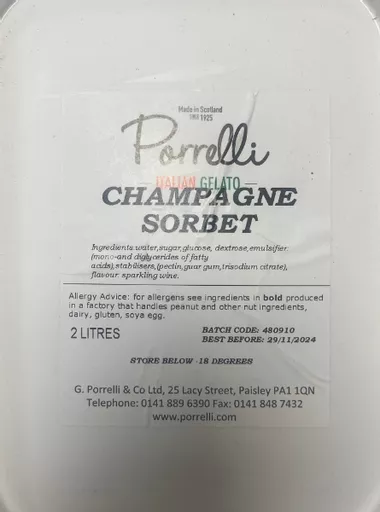 Made in Scotland
SINCE 1925
Porrelli
ITALIAN GELATO
CHAMPAGNE
SORBET
Ingredients water,sugar,glucose, dextrose,emulsifier
(mono-and diglycerides of fatty
acids),stabilisers,(pectin,guar gum,trisodium citrate),
flavour sparkling wine.
Allergy Advice: for allergens see ingredients in bold produced
in a factory that handles peanut and other nut ingredients,
dairy, gluten, soya egg.
2 LITRES
BATCH CODE: 480910
BEST BEFORE: 29/11/2024
STORE BELOW -18 DEGREES
G. Porrelli & Co Ltd, 25 Lacy Street, Paisley PA1 1QN
Telephone: 0141 889 6390 Fax: 0141 848 7432
www.porrelli.com